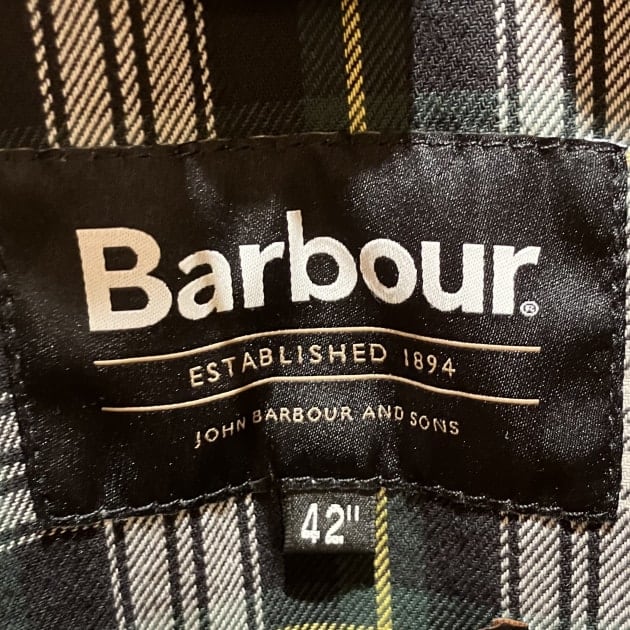 Barbour®
ESTABLISHED 1894
JOHN BARBOUR AND SONS
42"